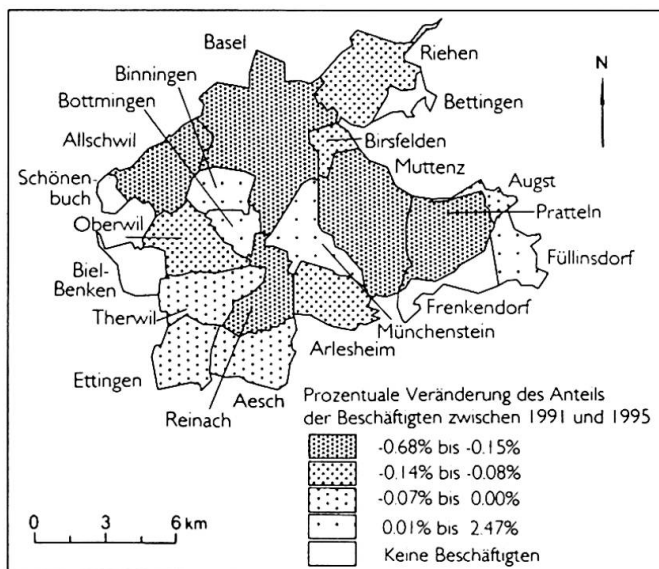 Basel
Riehen
Binningen
N
Bottmingen
Bettingen
Allschwil
Birsfelden
Muttenz
Schönen-
buch
Augst
Pratteln
Oberwil
Füllinsdorf
Biel-
Benken
Frenkendorf
Therwil
Münchenstein
Arlesheim
Ettingen
Aesch
Reinach
Prozentuale Veränderung des Anteils
der Beschäftigten zwischen 1991 und 1995
-0.68% bis -0.15%
-0.14% bis -0.08%
-0.07% bis 0.00%
0.01% bis 2.47%
Keine Beschäftigten
0 3 6 km